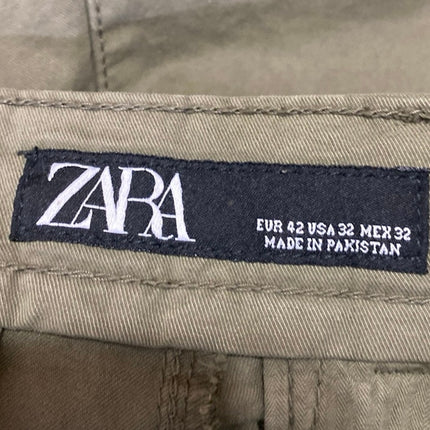 ZARA
EUR 42 USA 32 MEX 32
MADE IN PAKISTAN